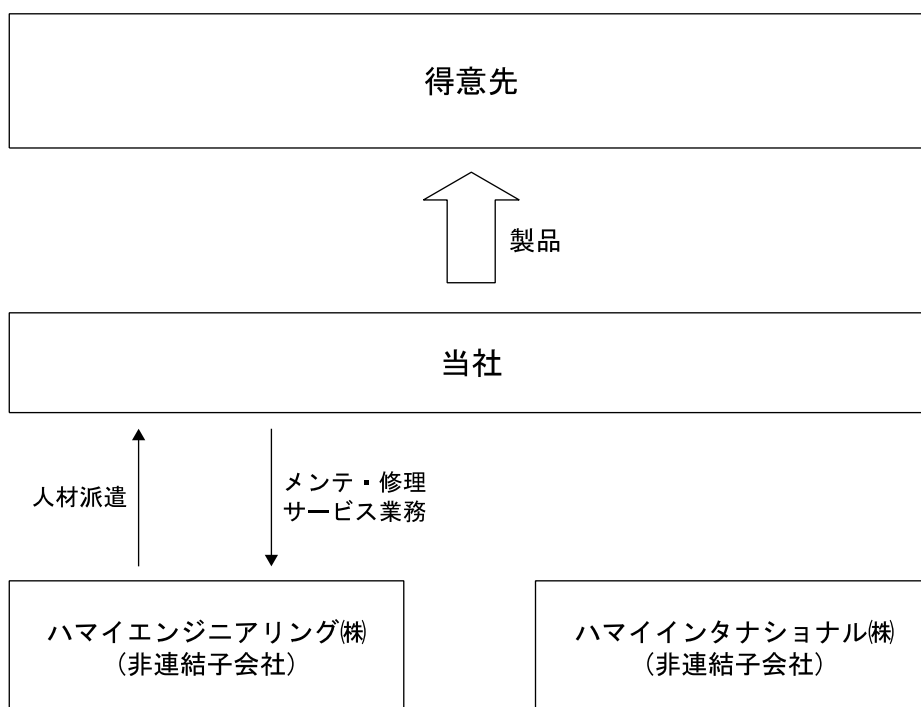 得意先
製品
当社
人材派遣
メンテ・修理
サービス業務
ハマイエンジニアリング㈱
(非連結子会社)
ハマイインタナショナル㈱
(非連結子会社)